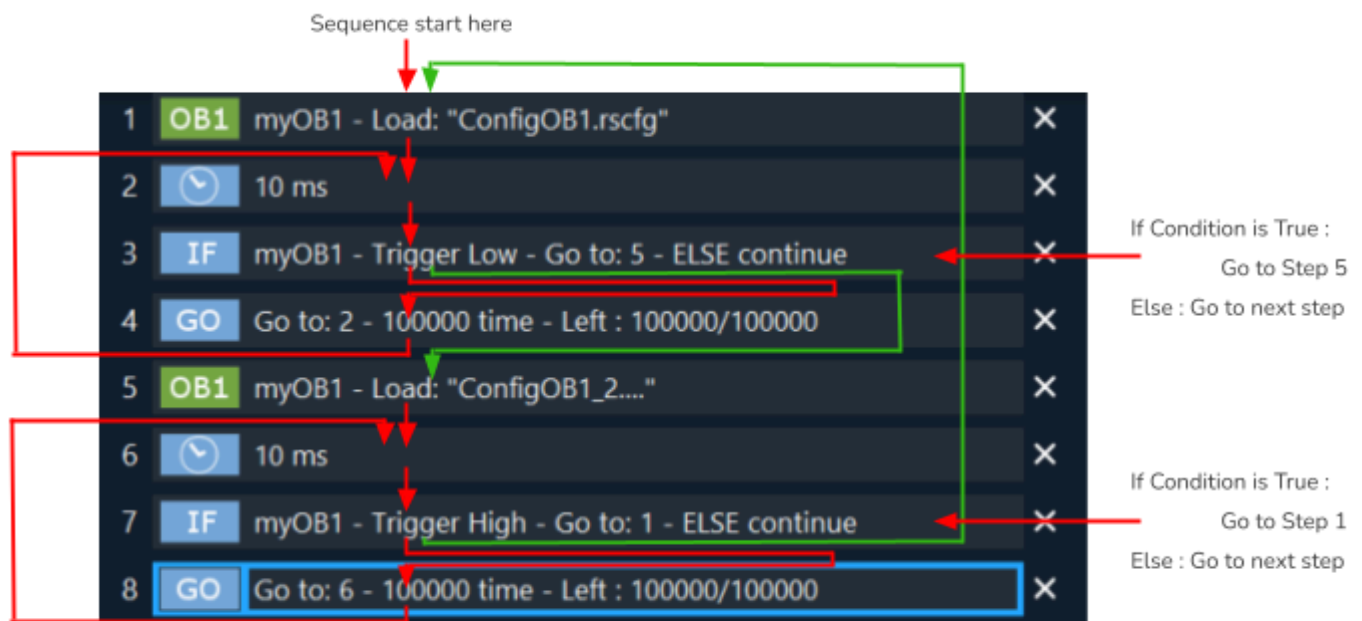 Sequence start here
1 OB1 myOB1 - Load: "ConfigOB1.rscfg" ×
2 10 ms ×
3 IF myOB1 - Trigger Low - Go to: 5 - ELSE continue ×
If Condition is True :
Go to Step 5
Else : Go to next step
4 GO Go to: 2 - 100000 time - Left : 100000/100000 ×
5 OB1 myOB1 - Load: "ConfigOB1_2...." ×
6 10 ms ×
7 IF myOB1 - Trigger High - Go to: 1 - ELSE continue ×
If Condition is True :
Go to Step 1
Else : Go to next step
8 GO Go to: 6 - 100000 time - Left : 100000/100000 ×